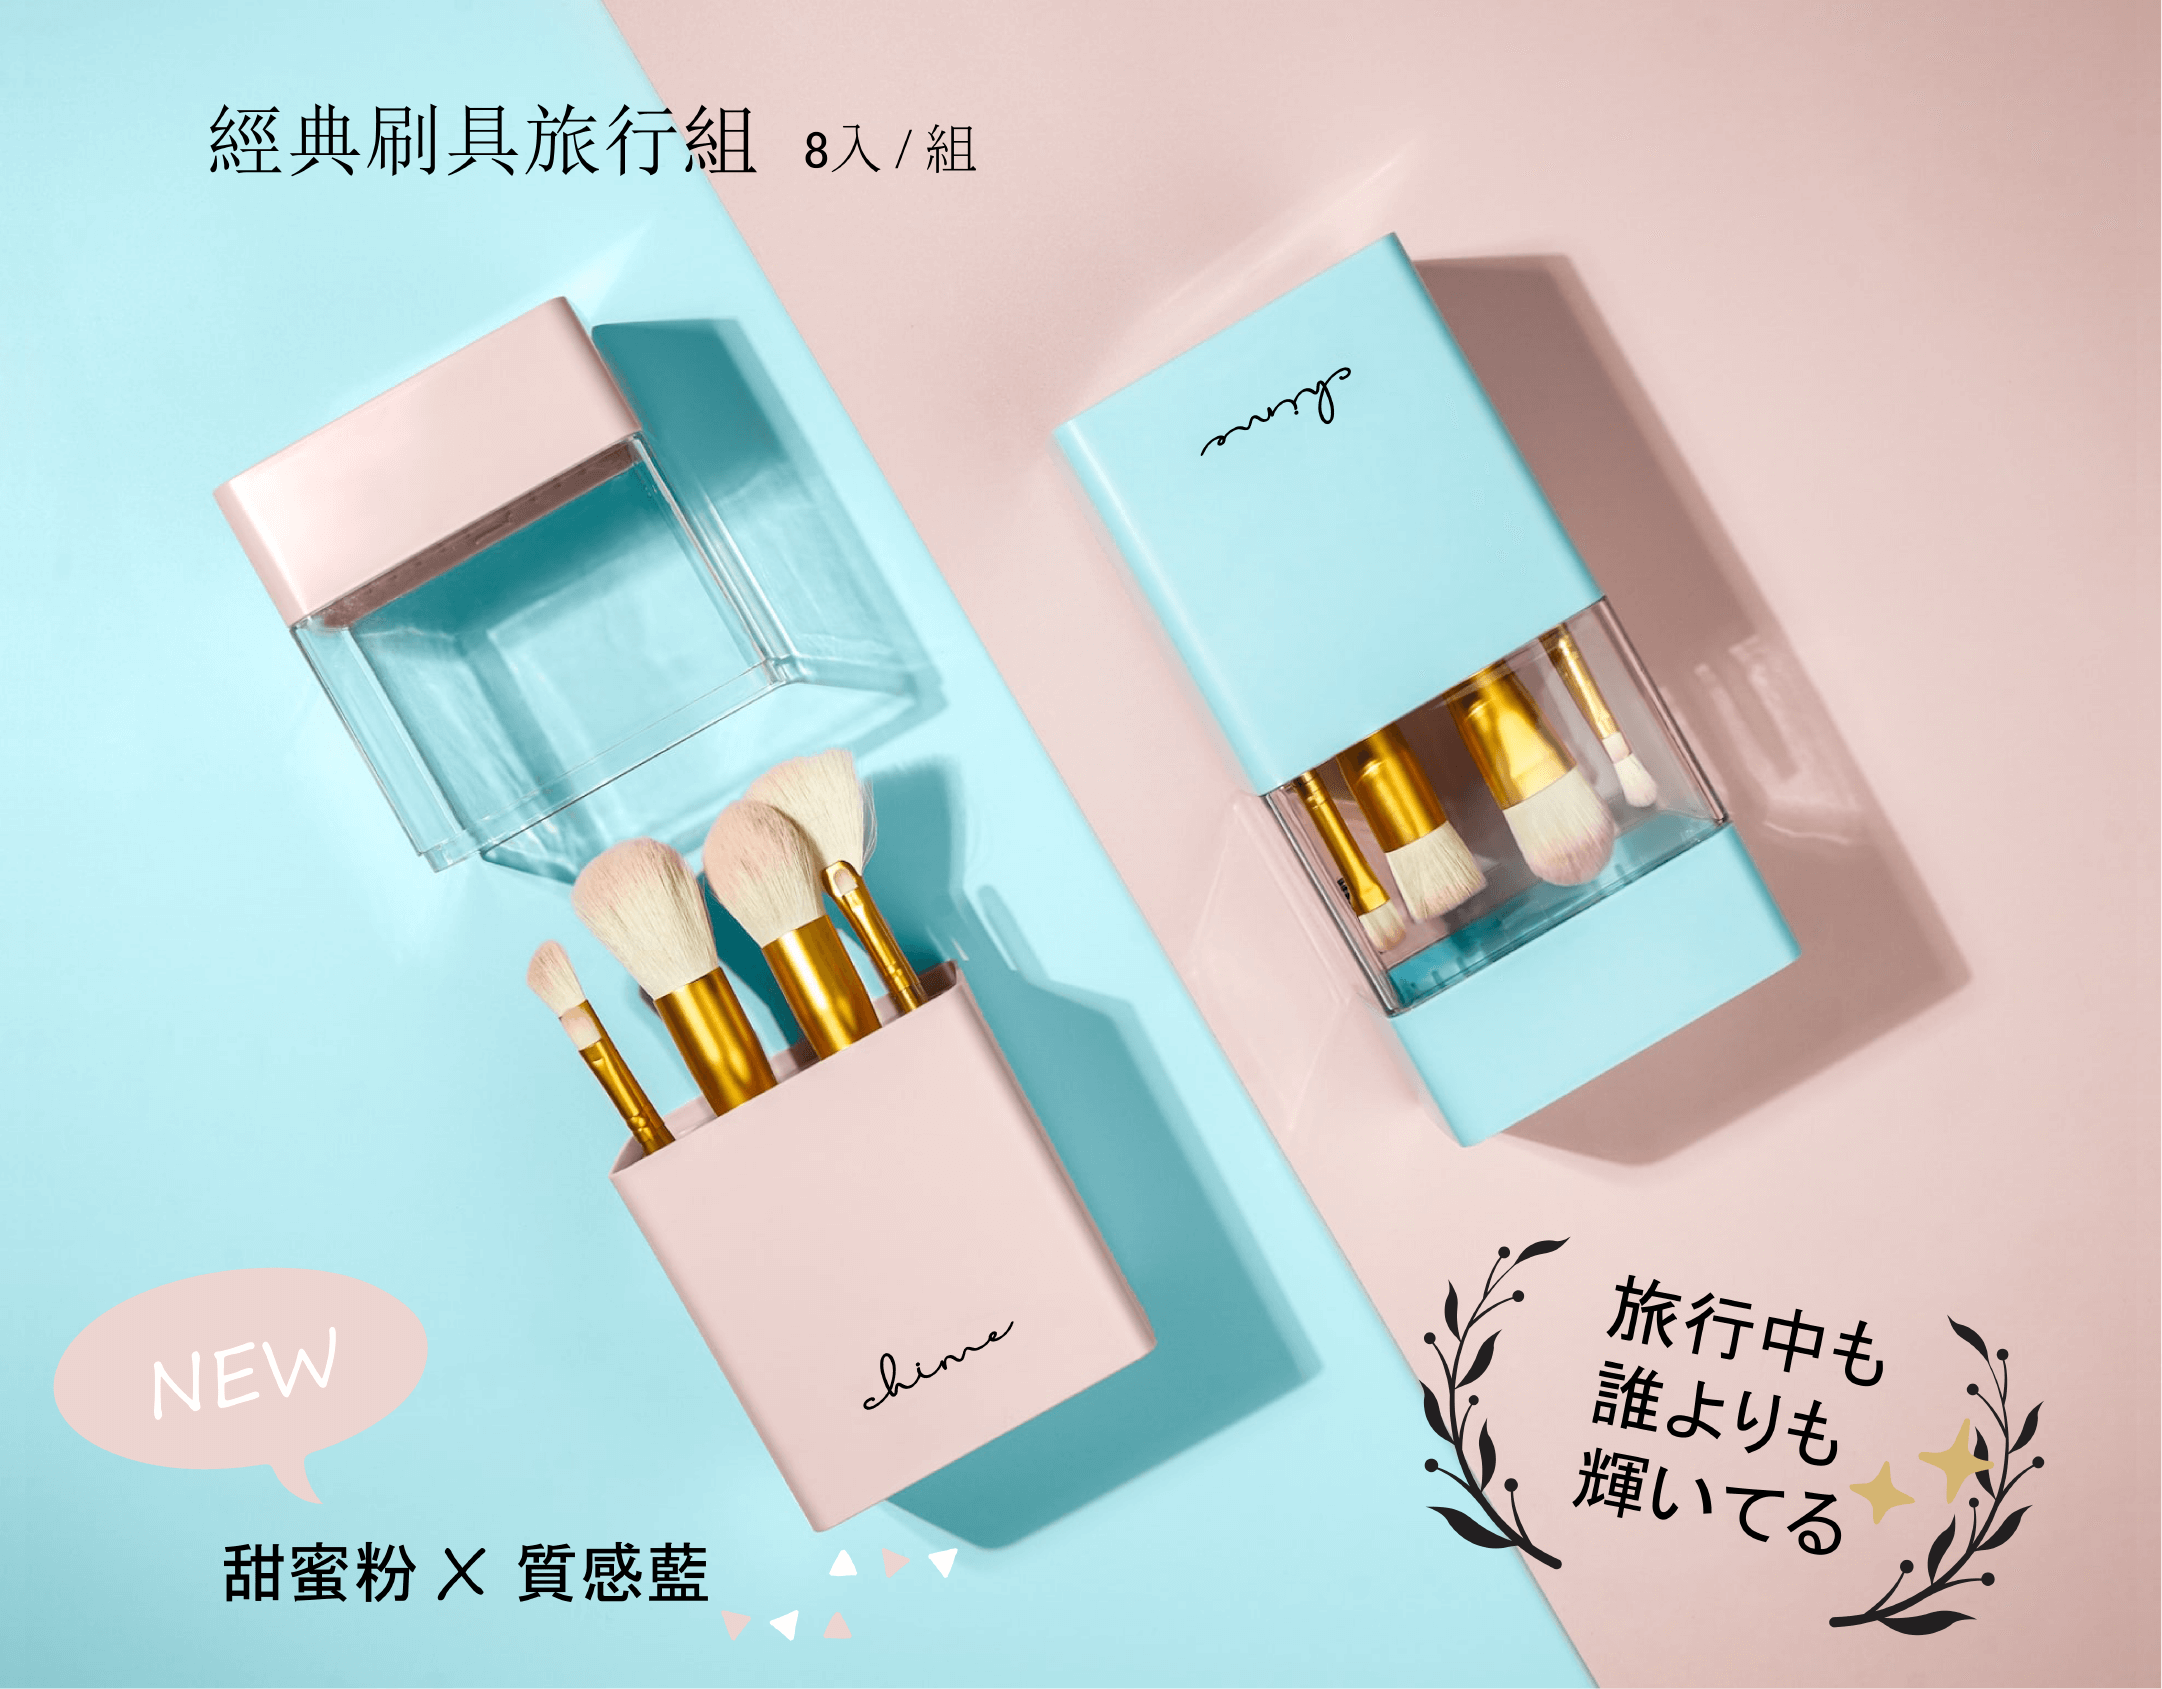 經典刷具旅行組 8入 / 組
chime
chime
NEW
旅行中も
誰よりも
輝いてる
甜蜜粉 X 質感藍